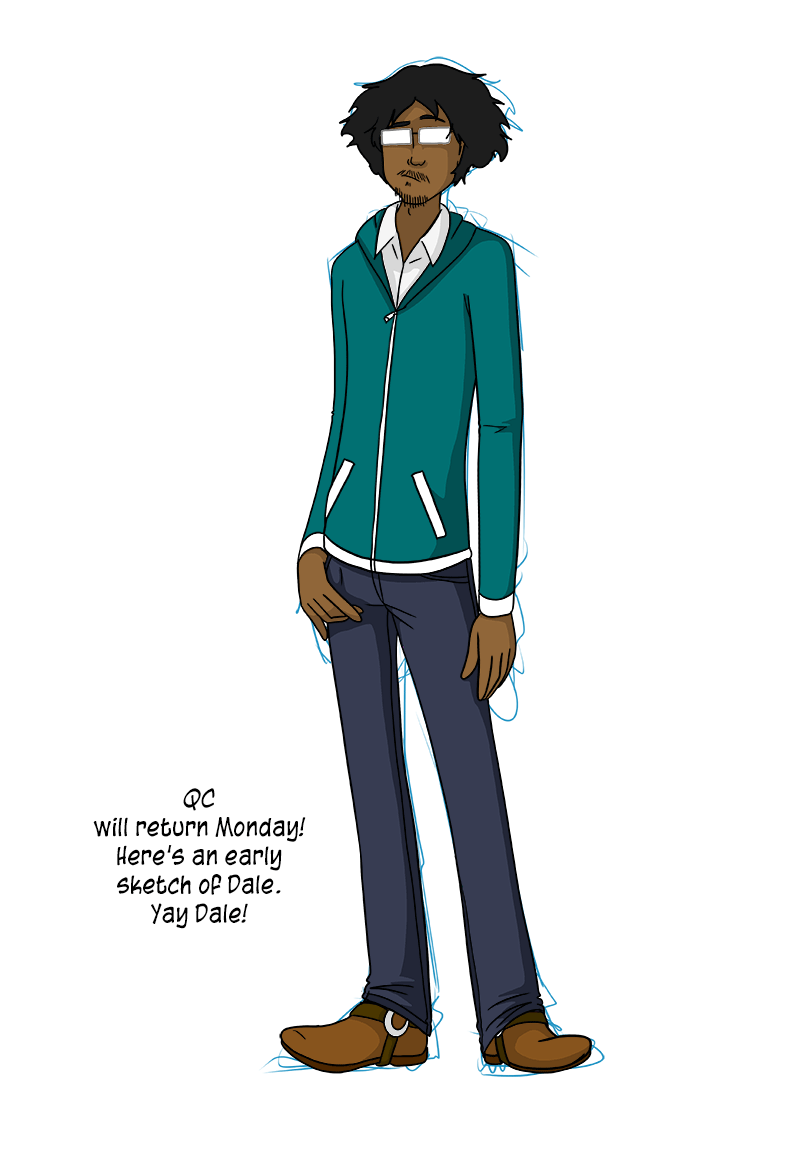 QC
will return Monday!
Here's an early
sketch of Dale.
Yay Dale!